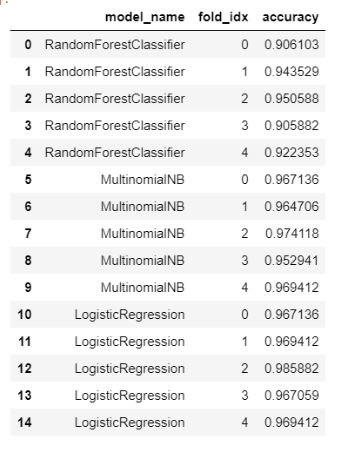 model_name fold_idx accuracy
0 RandomForestClassifier 0 0.906103
1 RandomForestClassifier 1 0.943529
2 RandomForestClassifier 2 0.950588
3 RandomForestClassifier 3 0.905882
4 RandomForestClassifier 4 0.922353
5 MultinomialNB 0 0.967136
6 MultinomialNB 1 0.964706
7 MultinomialNB 2 0.974118
8 MultinomialNB 3 0.952941
9 MultinomialNB 4 0.969412
10 LogisticRegression 0 0.967136
11 LogisticRegression 1 0.969412
12 LogisticRegression 2 0.985882
13 LogisticRegression 3 0.967059
14 LogisticRegression 4 0.969412